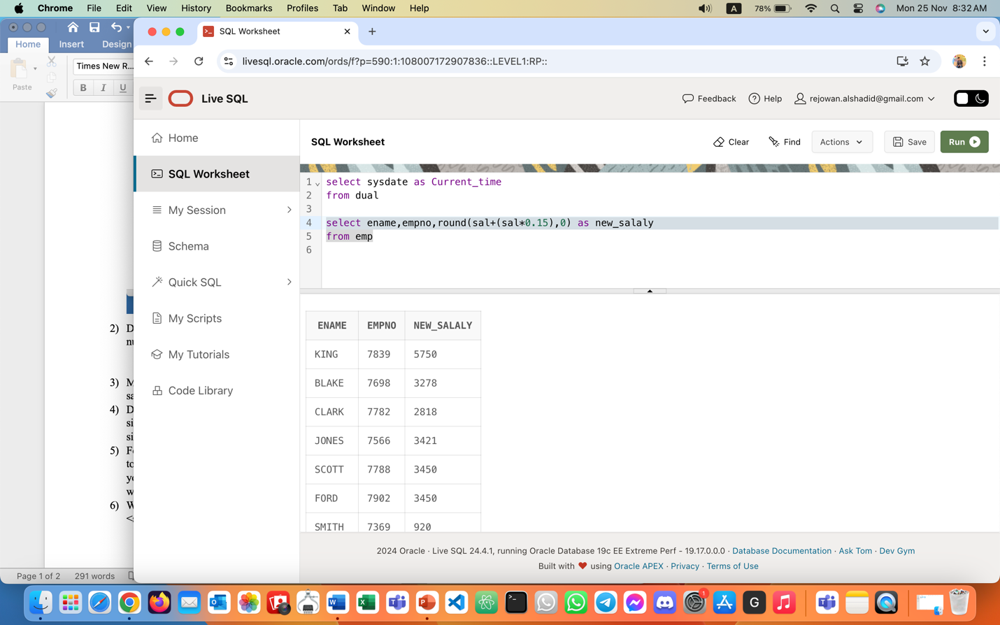 Chrome File Edit View History Bookmarks Profiles Tab Window Help
A 78% Mon 25 Nov 8:32 AM
SQL Worksheet
Home Insert Design
livesql.oracle.com/ords/f?p=590:1:108007172907836::LEVEL1:RP::
Times New R...
Paste
B I U
Live SQL
Feedback Help rejowan.alshadid@gmail.com
Home
SQL Worksheet
My Session
Schema
Quick SQL
My Scripts
My Tutorials
Code Library
SQL Worksheet Clear Find Actions Save Run
1 select sysdate as Current_time
2 from dual
3
4 select ename,empno,round(sal+(sal*0.15),0) as new_salaly
5 from emp
6
ENAME EMPNO NEW_SALALY
KING 7839 5750
BLAKE 7698 3278
CLARK 7782 2818
JONES 7566 3421
SCOTT 7788 3450
FORD 7902 3450
SMITH 7369 920
2) D
3) M
4) D
si
si
5) F
to
6) W
2024 Oracle · Live SQL 24.4.1, running Oracle Database 19c EE Extreme Perf - 19.17.0.0.0 · Database Documentation · Ask Tom · Dev Gym
Built with ❤ using Oracle APEX · Privacy · Terms of Use
Page 1 of 2 291 words
1
G